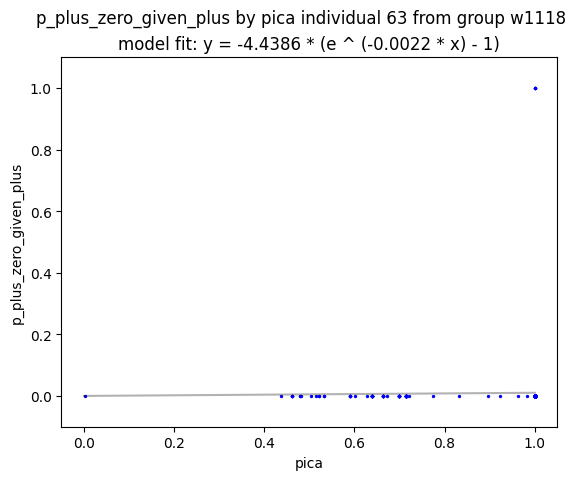 p_plus_zero_given_plus by pica individual 63 from group w1118
model fit: y = -4.4386 * (e ^ (-0.0022 * x) - 1)
1.0
0.8
0.6
0.4
0.2
0.0
p_plus_zero_given_plus
0.0 0.2 0.4 0.6 0.8 1.0
pica